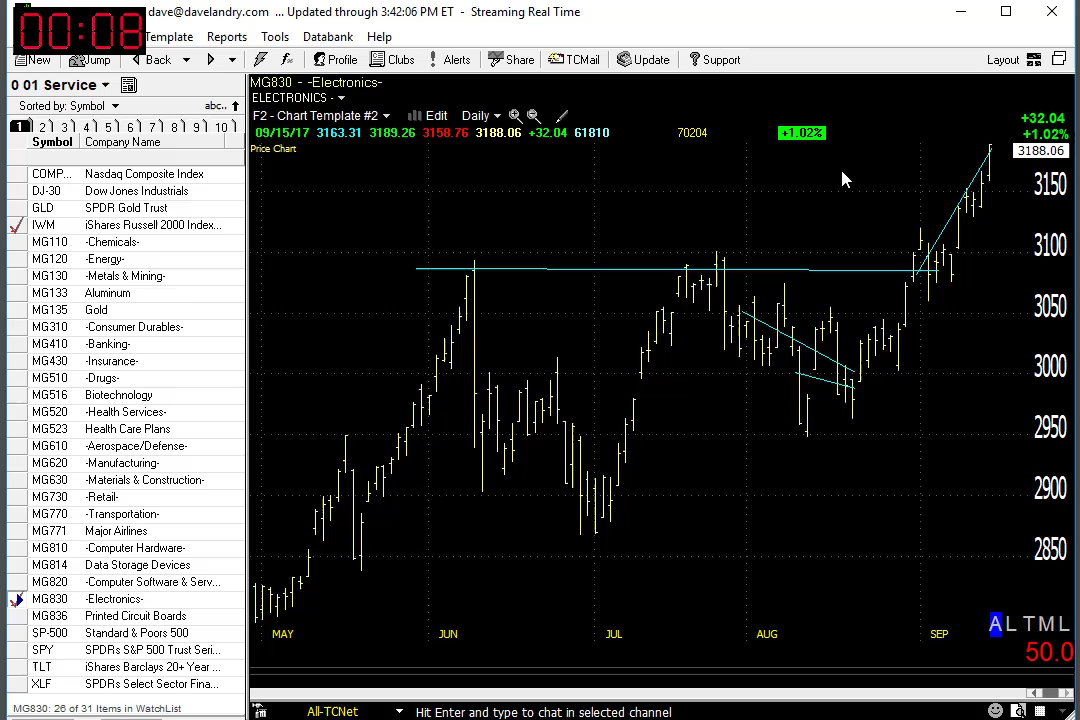 00:08
dave@davelandry.com ... Updated through 3:42:06 PM ET - Streaming Real Time
Template Reports Tools Databank Help
New Jump Back Profile Clubs Alerts Share TCMail Update Support Layout
0 01 Service
Sorted by: Symbol abc..
1 2 3 4 5 6 7 8 9 10
Symbol Company Name
COMP... Nasdaq Composite Index
DJ-30 Dow Jones Industrials
GLD SPDR Gold Trust
IWM iShares Russell 2000 Index...
MG110 -Chemicals-
MG120 -Energy-
MG130 -Metals & Mining-
MG133 Aluminum
MG135 Gold
MG310 -Consumer Durables-
MG410 -Banking-
MG430 -Insurance-
MG510 -Drugs-
MG516 Biotechnology
MG520 -Health Services-
MG523 Health Care Plans
MG610 -Aerospace/Defense-
MG620 -Manufacturing-
MG630 -Materials & Construction-
MG730 -Retail-
MG770 -Transportation-
MG771 Major Airlines
MG810 -Computer Hardware-
MG814 Data Storage Devices
MG820 -Computer Software & Serv...
MG830 -Electronics-
MG836 Printed Circuit Boards
SP-500 Standard & Poors 500
SPY SPDRs S&P 500 Trust Seri...
TLT iShares Barclays 20+ Year ...
XLF SPDRs Select Sector Fina...
MG830: 26 of 31 Items in WatchList
MG830 - -Electronics-
ELECTRONICS -
F2 - Chart Template #2 Edit Daily
09/15/17 3163.31 3189.26 3158.76 3188.06 +32.04 61810 70204 +1.02%
Price Chart
+32.04
+1.02%
3188.06
3150
3100
3050
3000
2950
2900
2850
A L T M L
50.0
MAY JUN JUL AUG SEP
All-TCNet Hit Enter and type to chat in selected channel